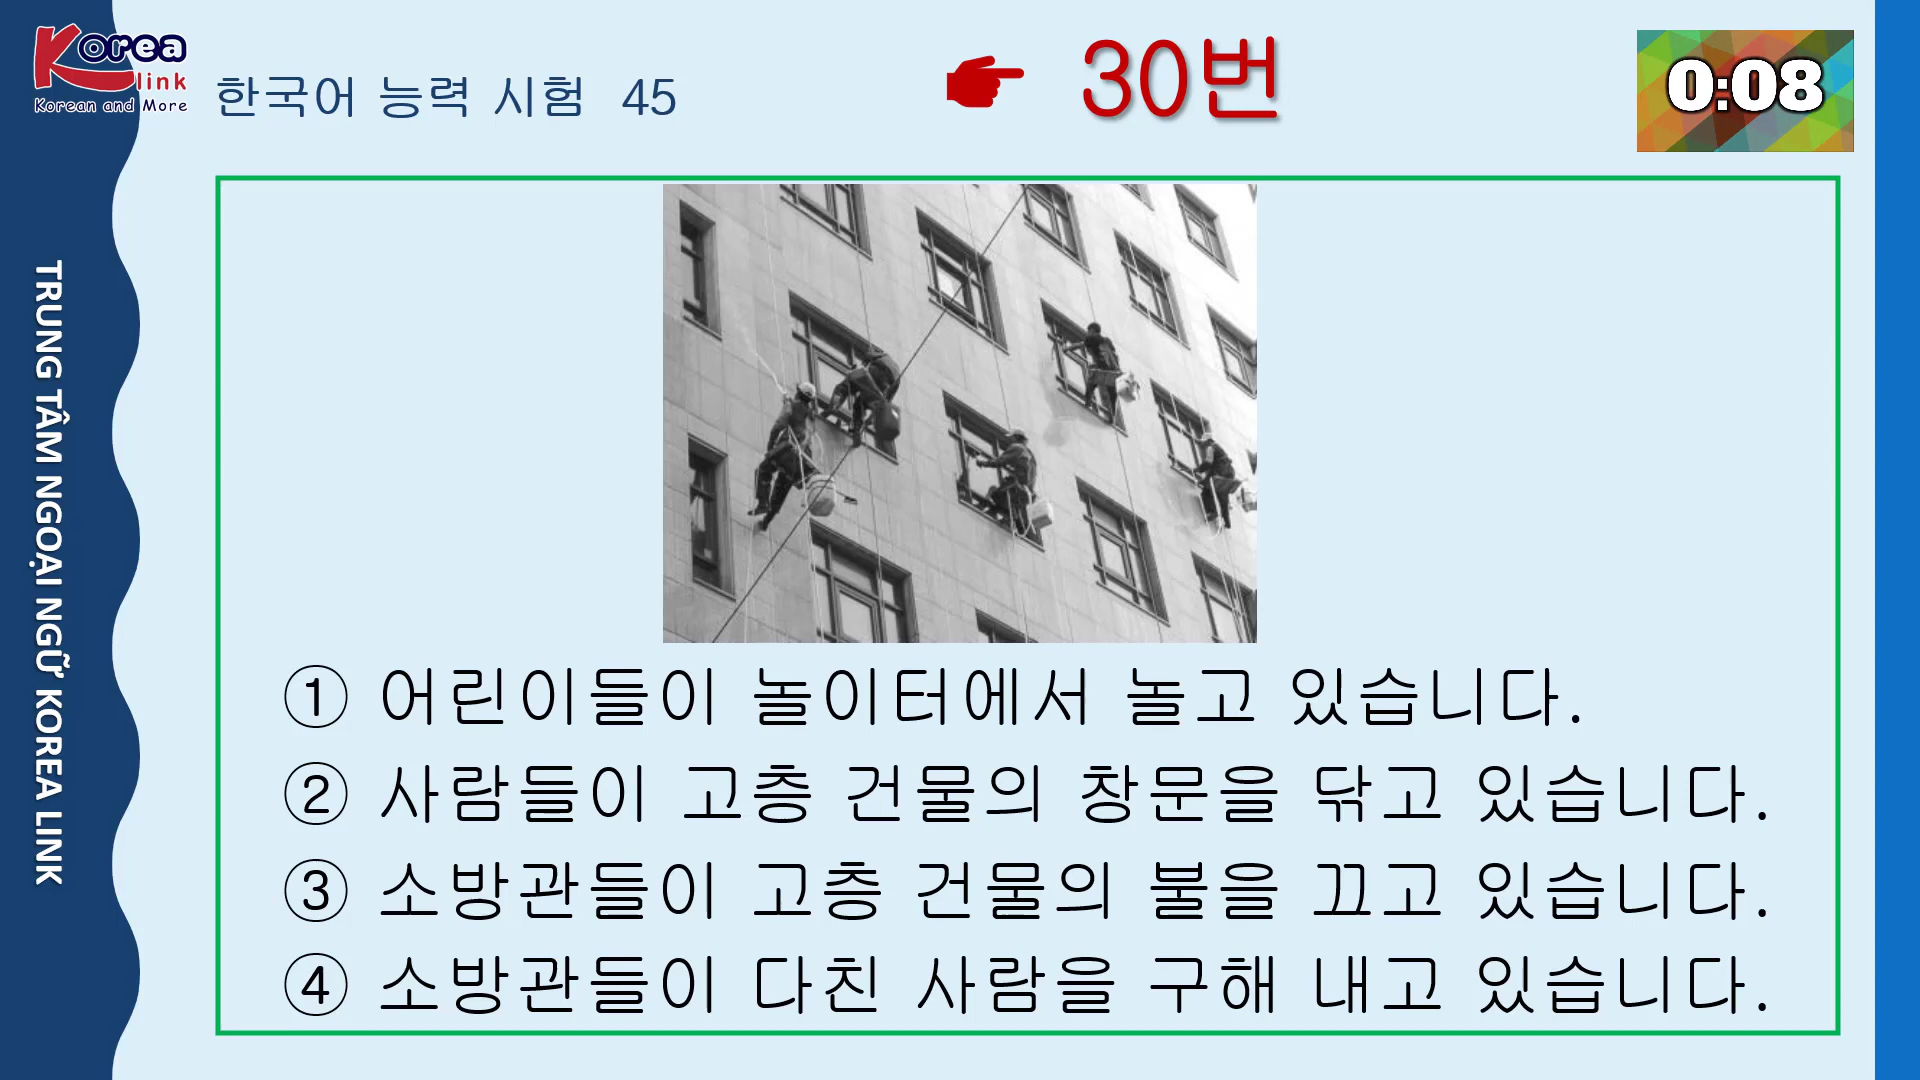 Korea
link
Korean and More
한국어 능력 시험 45
☛ 30번
0:08
TRUNG TÂM NGOẠI NGỮ KOREA LINK
① 어린이들이 놀이터에서 놀고 있습니다.
② 사람들이 고층 건물의 창문을 닦고 있습니다.
③ 소방관들이 고층 건물의 불을 끄고 있습니다.
④ 소방관들이 다친 사람을 구해 내고 있습니다.